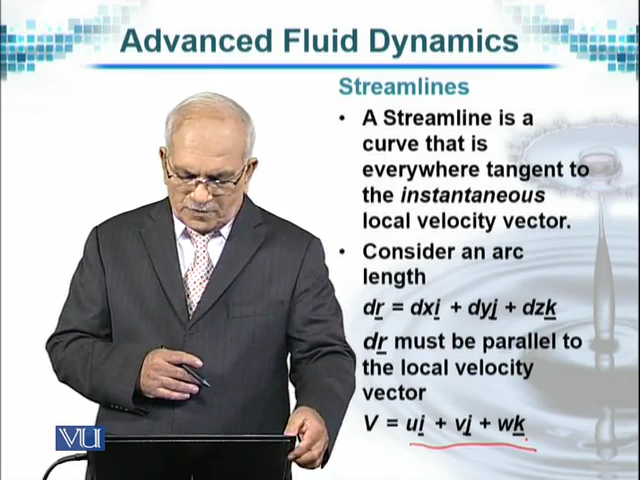 Advanced Fluid Dynamics
Streamlines
• A Streamline is a
curve that is
everywhere tangent to
the instantaneous
local velocity vector.
• Consider an arc
length
dr = dxi + dyj + dzk
dr must be parallel to
the local velocity
vector
V = ui + vj + wk
VU